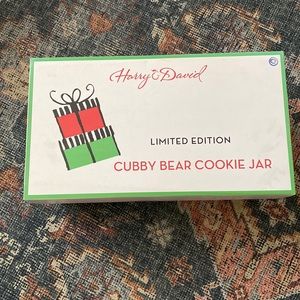 Harry & David
LIMITED EDITION
CUBBY BEAR COOKIE JAR